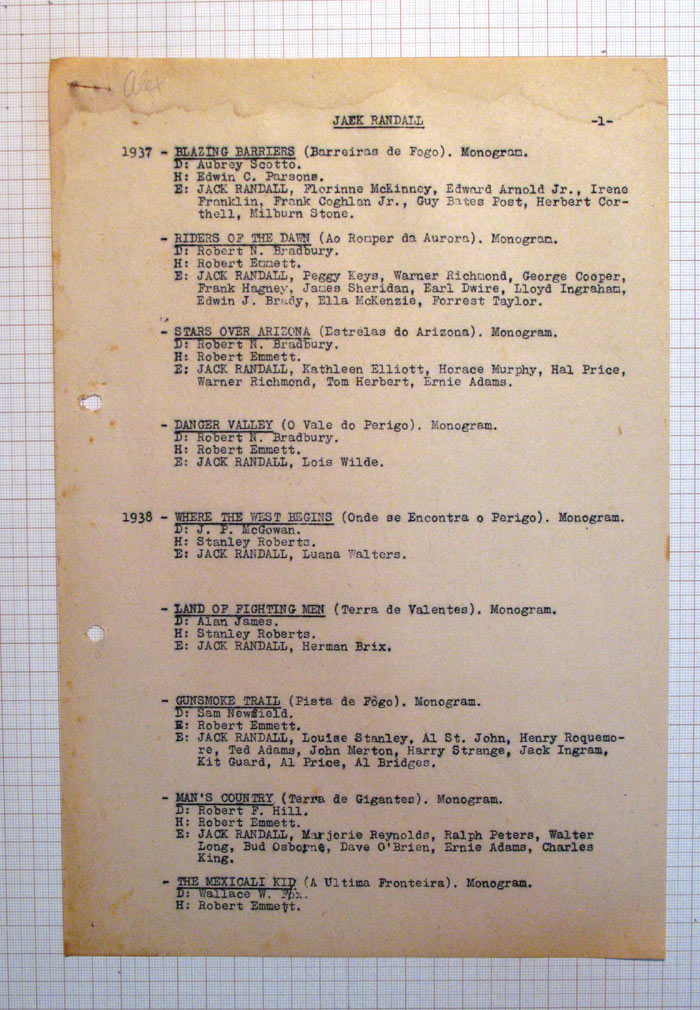 Alex
JACK RANDALL -1-
1937 - BLAZING BARRIERS (Barreiras de Fogo). Monogram.
D: Aubrey Scotto.
H: Edwin C. Parsons.
E: JACK RANDALL, Florinne McKinney, Edward Arnold Jr., Irene
Franklin, Frank Coghlan Jr., Guy Bates Post, Herbert Cor-
thell, Milburn Stone.
- RIDERS OF THE DAWN (Ao Romper da Aurora). Monogram.
D: Robert N. Bradbury.
H: Robert Emmett.
E: JACK RANDALL, Peggy Keys, Warner Richmond, George Cooper,
Frank Hagney, James Sheridan, Earl Dwire, Lloyd Ingraham,
Edwin J. Brady, Ella McKenzie, Forrest Taylor.
- STARS OVER ARIZONA (Estrelas do Arizona). Monogram.
D: Robert N. Bradbury.
H: Robert Emmett.
E: JACK RANDALL, Kathleen Elliott, Horace Murphy, Hal Price,
Warner Richmond, Tom Herbert, Ernie Adams.
- DANGER VALLEY (O Vale do Perigo). Monogram.
D: Robert N. Bradbury.
H: Robert Emmett.
E: JACK RANDALL, Lois Wilde.
1938 - WHERE THE WEST BEGINS (Onde se Encontra o Perigo). Monogram.
D: J. P. McGowan.
H: Stanley Roberts.
E: JACK RANDALL, Luana Walters.
- LAND OF FIGHTING MEN (Terra de Valentes). Monogram.
D: Alan James.
H: Stanley Roberts.
E: JACK RANDALL, Herman Brix.
- GUNSMOKE TRAIL (Pista de Fôgo). Monogram.
D: Sam Newfield.
H: Robert Emmett.
E: JACK RANDALL, Louise Stanley, Al St. John, Henry Roquemo-
re, Ted Adams, John Merton, Harry Strange, Jack Ingram,
Kit Guard, Al Price, Al Bridges.
- MAN'S COUNTRY (Terra de Gigantes). Monogram.
D: Robert F. Hill.
H: Robert Emmett.
E: JACK RANDALL, Marjorie Reynolds, Ralph Peters, Walter
Long, Bud Osborne, Dave O'Brien, Ernie Adams, Charles
King.
- THE MEXICALI KID (A Ultima Fronteira). Monogram.
D: Wallace W. Fox.
H: Robert Emmett.